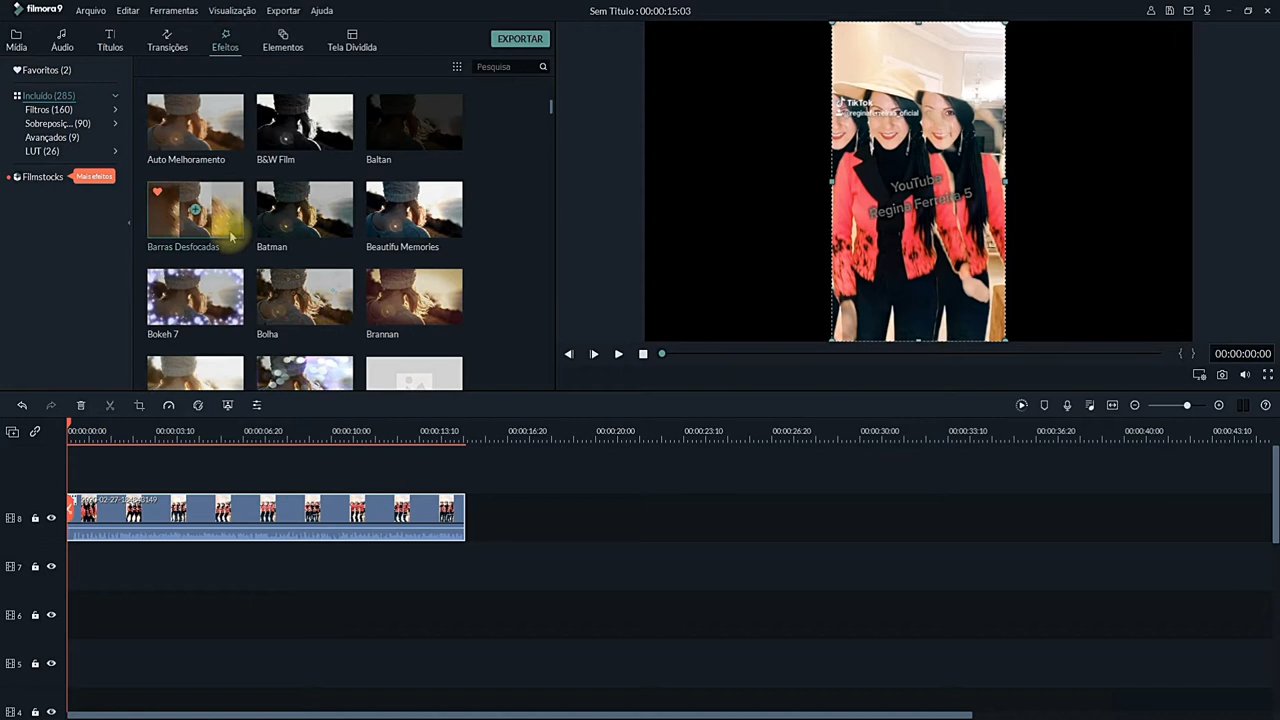 filmora9
Arquivo Editar Ferramentas Visualização Exportar Ajuda
Sem Titulo : 00:00:15:03
Mídia Áudio Títulos Transições Efeitos Elementos Tela Dividida
EXPORTAR
Favoritos (2)
Pesquisa
Incluído (285)
Filtros (160)
Sobreposiç... (90)
Avançados (9)
LUT (26)
Filmstocks Mais efeitos
Auto Melhoramento B&W Film Baltan
Barras Desfocadas Batman Beautifu Memories
Bokeh 7 Bolha Brannan
TikTok
YouTube
Regina Ferreira 5
00:00:00:00
00:00:00:00 00:00:03:10 00:00:06:20 00:00:10:00 00:00:13:10 00:00:16:20 00:00:20:00 00:00:23:10 00:00:26:20 00:00:30:00 00:00:33:10 00:00:36:20 00:00:40:00 00:00:43:10
8
7
6
5
4